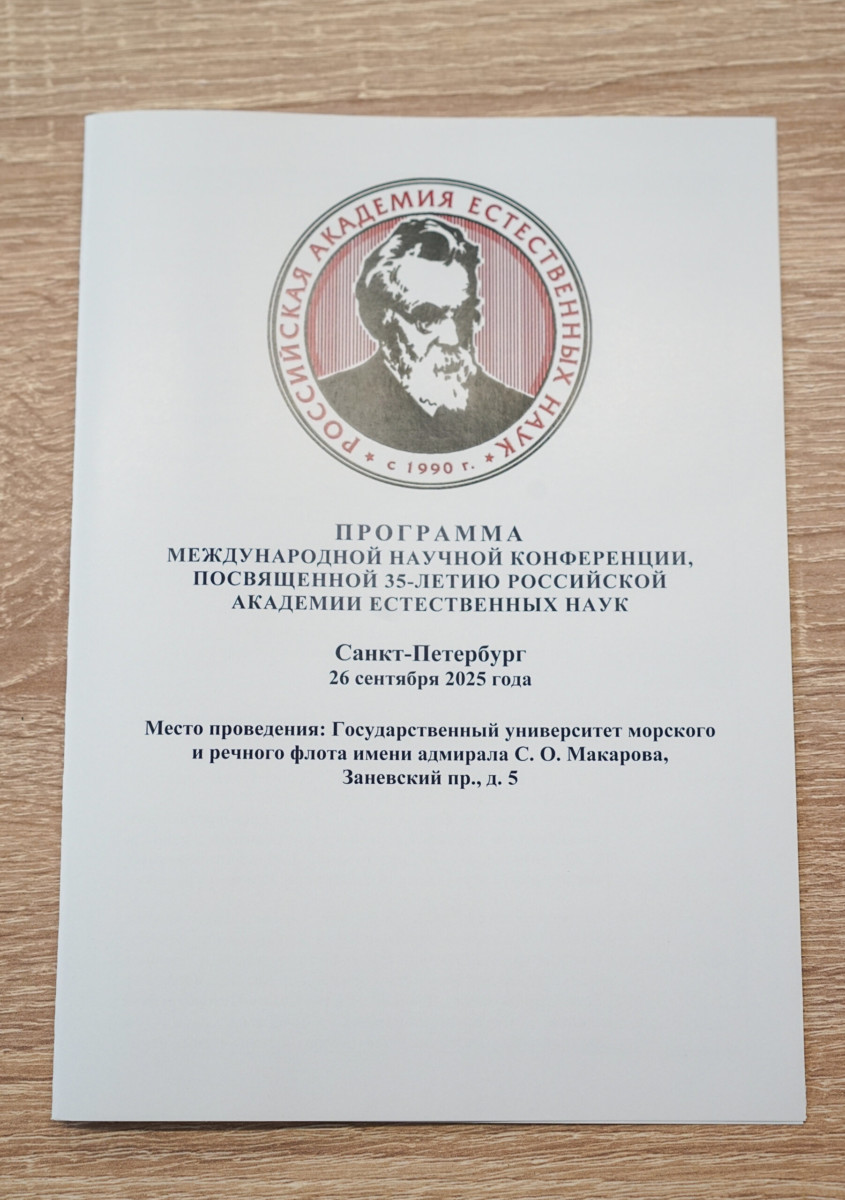 РОССИЙСКАЯ АКАДЕМИЯ ЕСТЕСТВЕННЫХ НАУК
★ с 1990 г. ★
ПРОГРАММА
МЕЖДУНАРОДНОЙ НАУЧНОЙ КОНФЕРЕНЦИИ,
ПОСВЯЩЕННОЙ 35-ЛЕТИЮ РОССИЙСКОЙ
АКАДЕМИИ ЕСТЕСТВЕННЫХ НАУК
Санкт-Петербург
26 сентября 2025 года
Место проведения: Государственный университет морского
и речного флота имени адмирала С. О. Макарова,
Заневский пр., д. 5